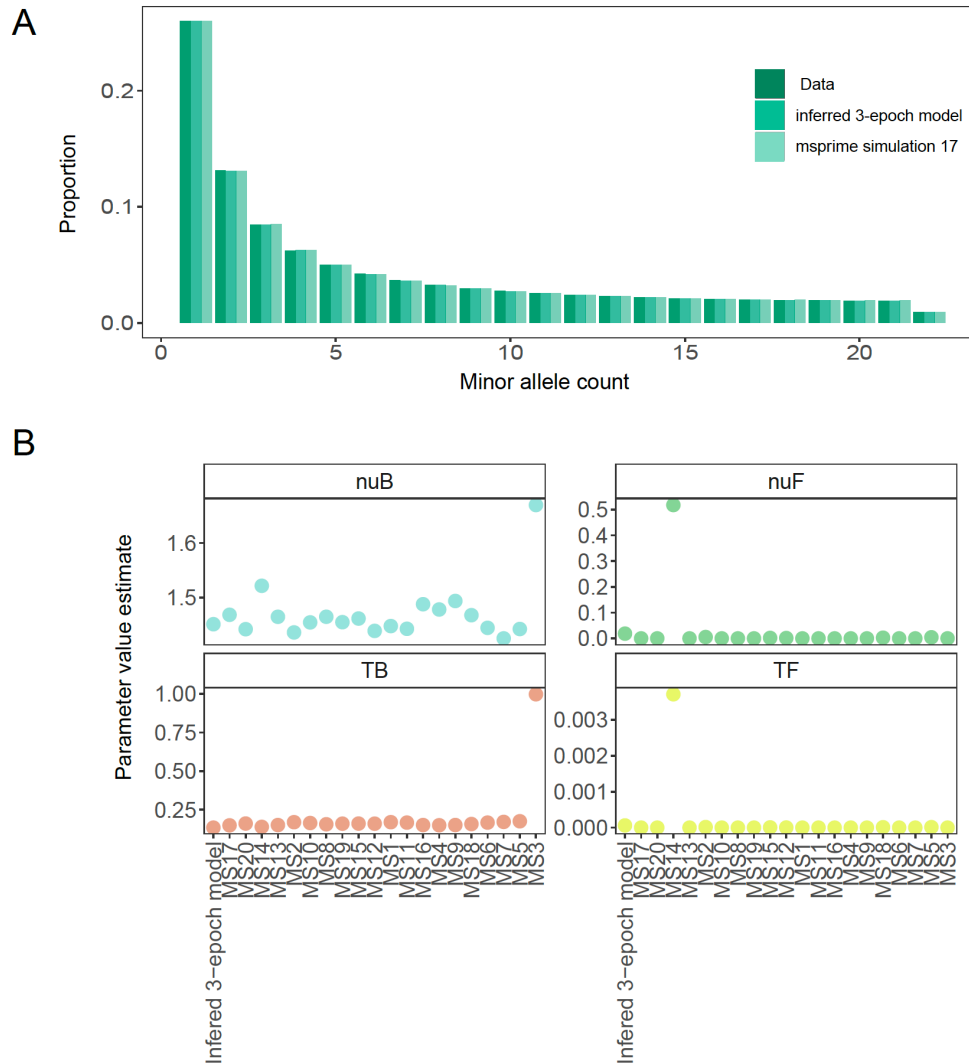 A
Proportion
0.2
0.1
0.0
Data
inferred 3-epoch model
msprime simulation 17
0
5
10
15
20
Minor allele count
B
Parameter value estimate
nuB
1.6
1.5
nuF
0.5
0.4
0.3
0.2
0.1
0.0
TB
1.00
0.75
0.50
0.25
TF
0.003
0.002
0.001
0.000
Infered 3−epoch model
MS17
MS20
MS14
MS13
MS2
MS10
MS8
MS19
MS15
MS12
MS1
MS11
MS16
MS4
MS9
MS18
MS6
MS7
MS5
MS3
Infered 3−epoch model
MS17
MS20
MS14
MS13
MS2
MS10
MS8
MS19
MS15
MS12
MS1
MS11
MS16
MS4
MS9
MS18
MS6
MS7
MS5
MS3